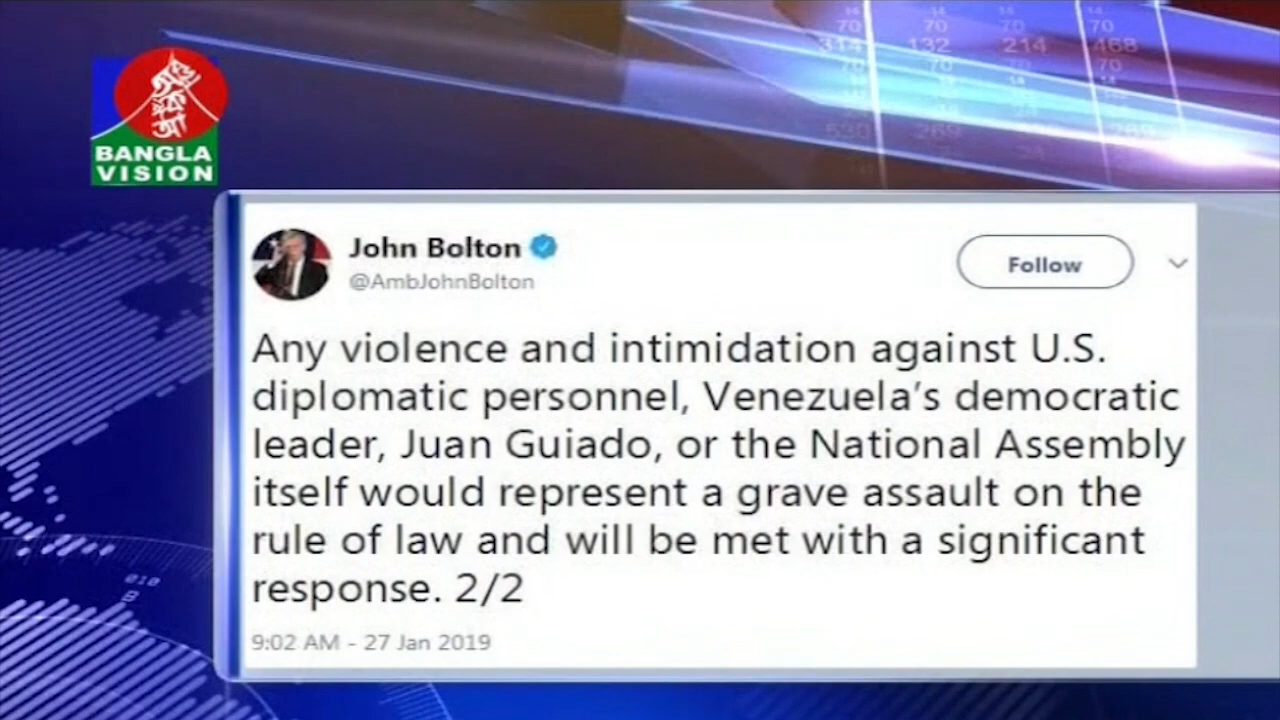 BANGLA
VISION
John Bolton
@AmbJohnBolton
Follow
Any violence and intimidation against U.S.
diplomatic personnel, Venezuela's democratic
leader, Juan Guiado, or the National Assembly
itself would represent a grave assault on the
rule of law and will be met with a significant
response. 2/2
9:02 AM - 27 Jan 2019